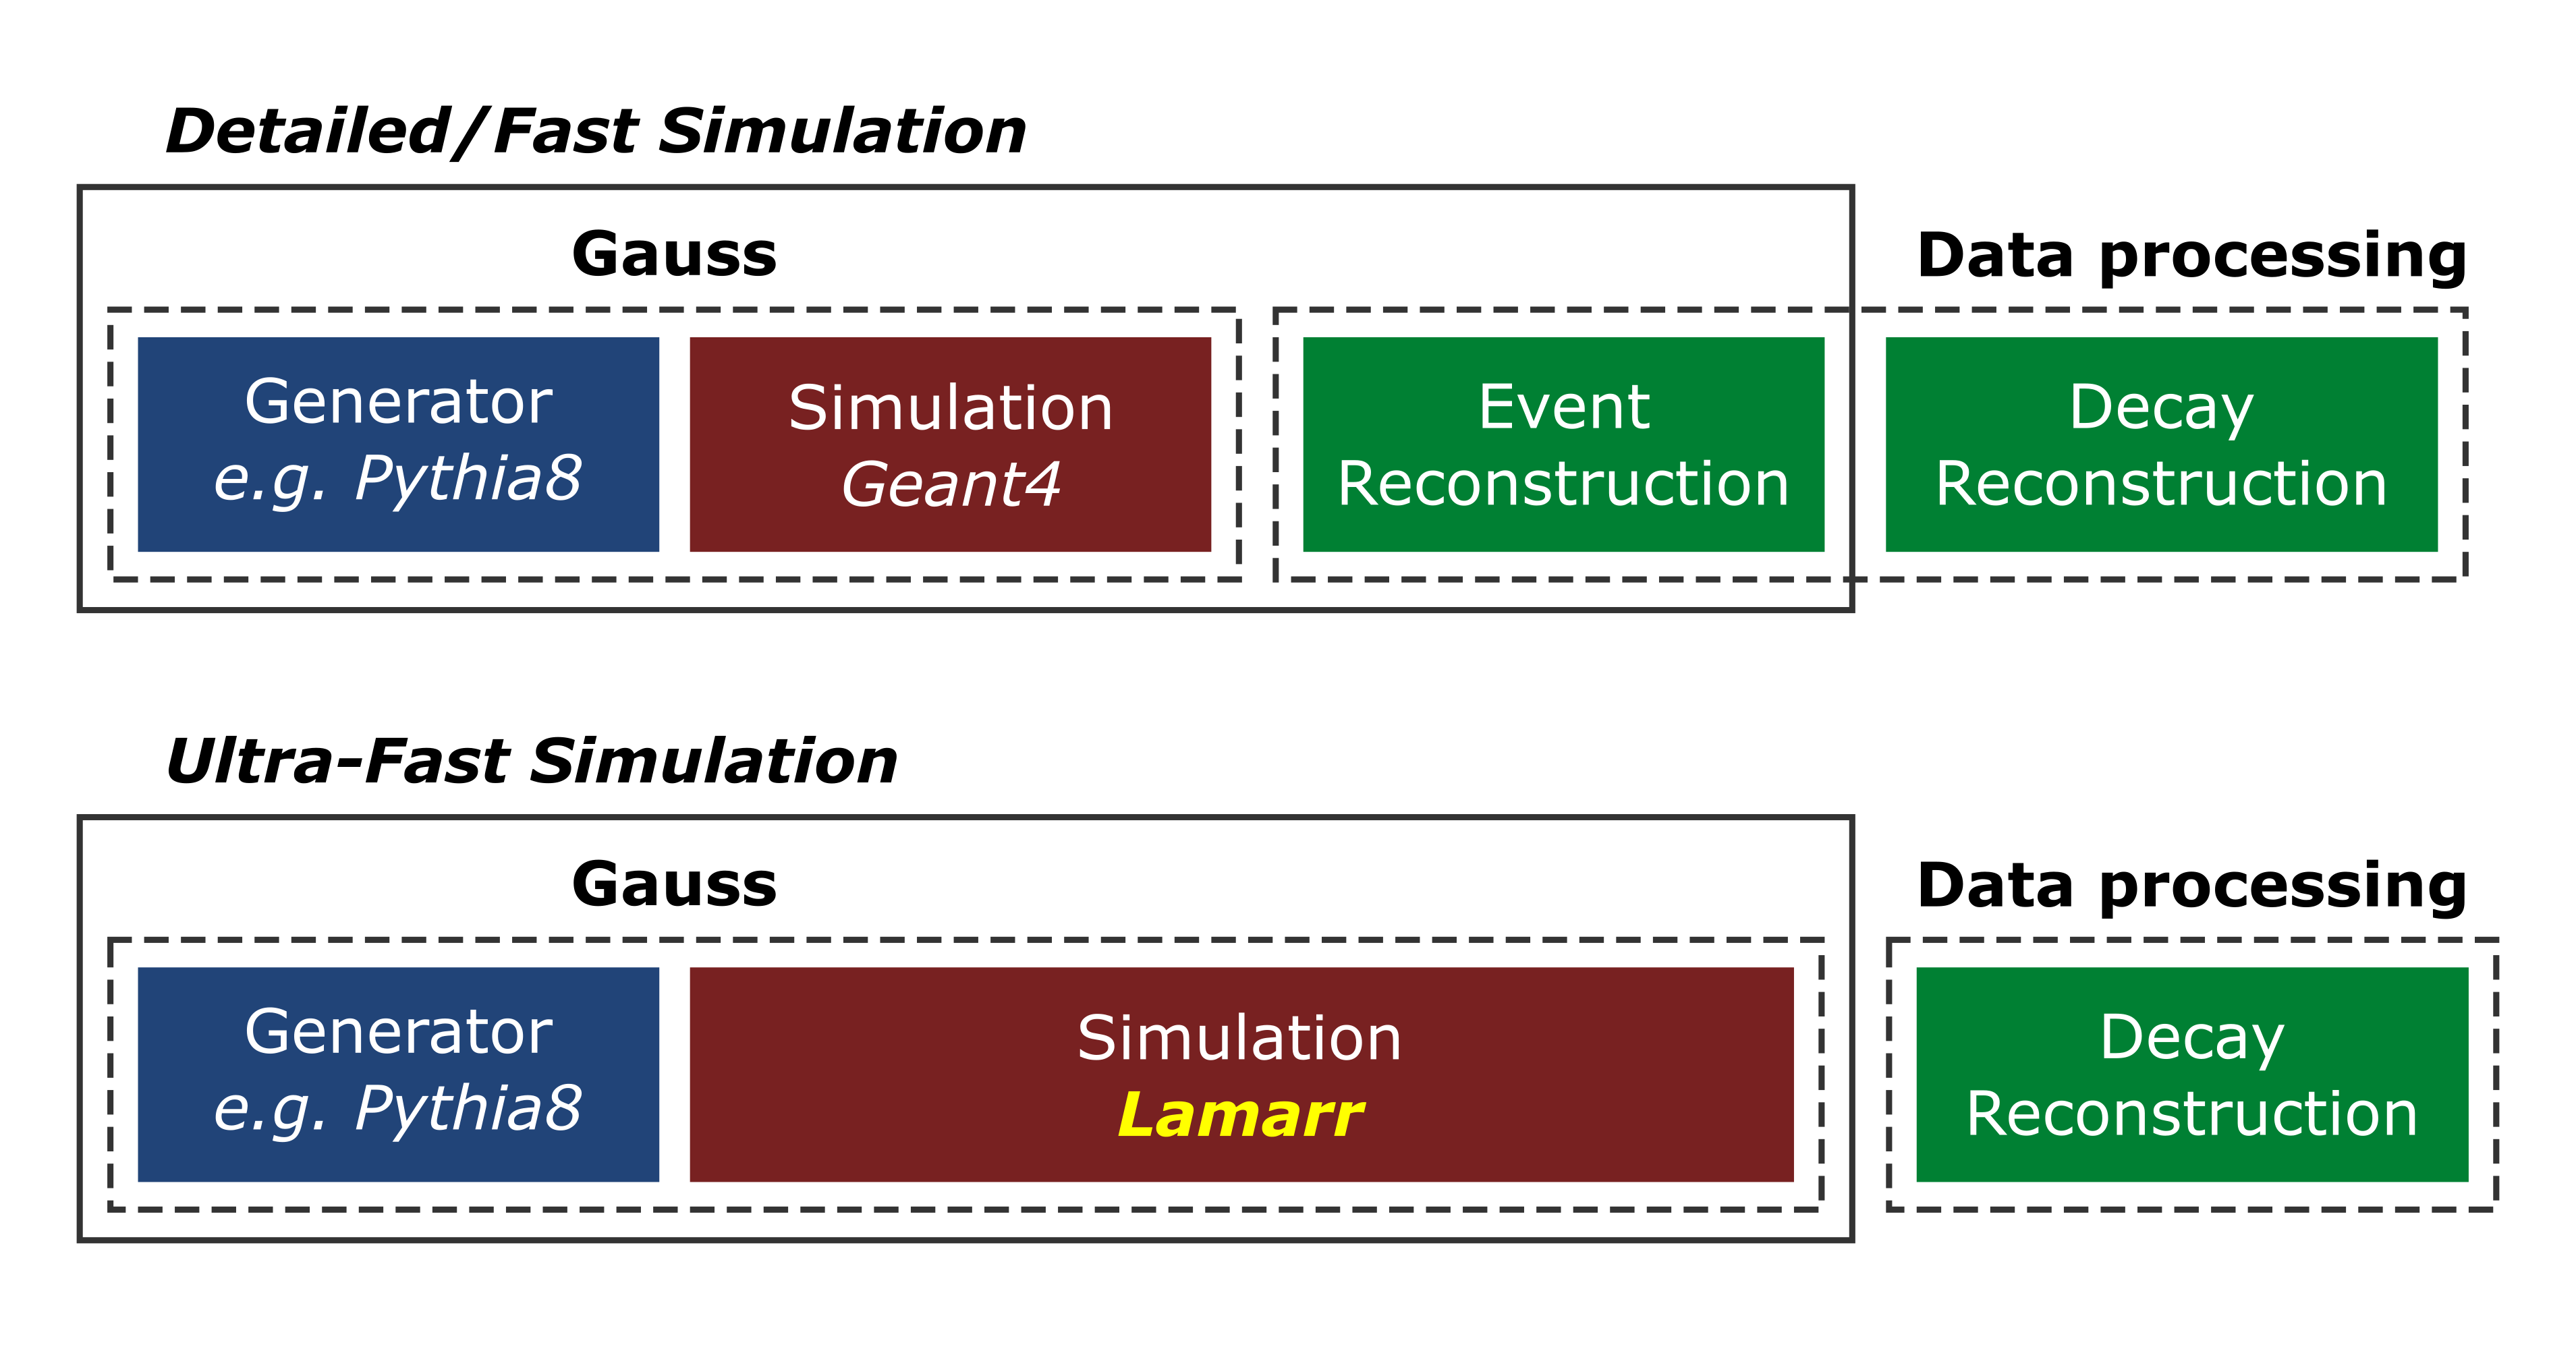 Detailed/Fast Simulation
Gauss
Data processing
Generator
e.g. Pythia8
Simulation
Geant4
Event
Reconstruction
Decay
Reconstruction
Ultra-Fast Simulation
Gauss
Data processing
Generator
e.g. Pythia8
Simulation
Lamarr
Decay
Reconstruction